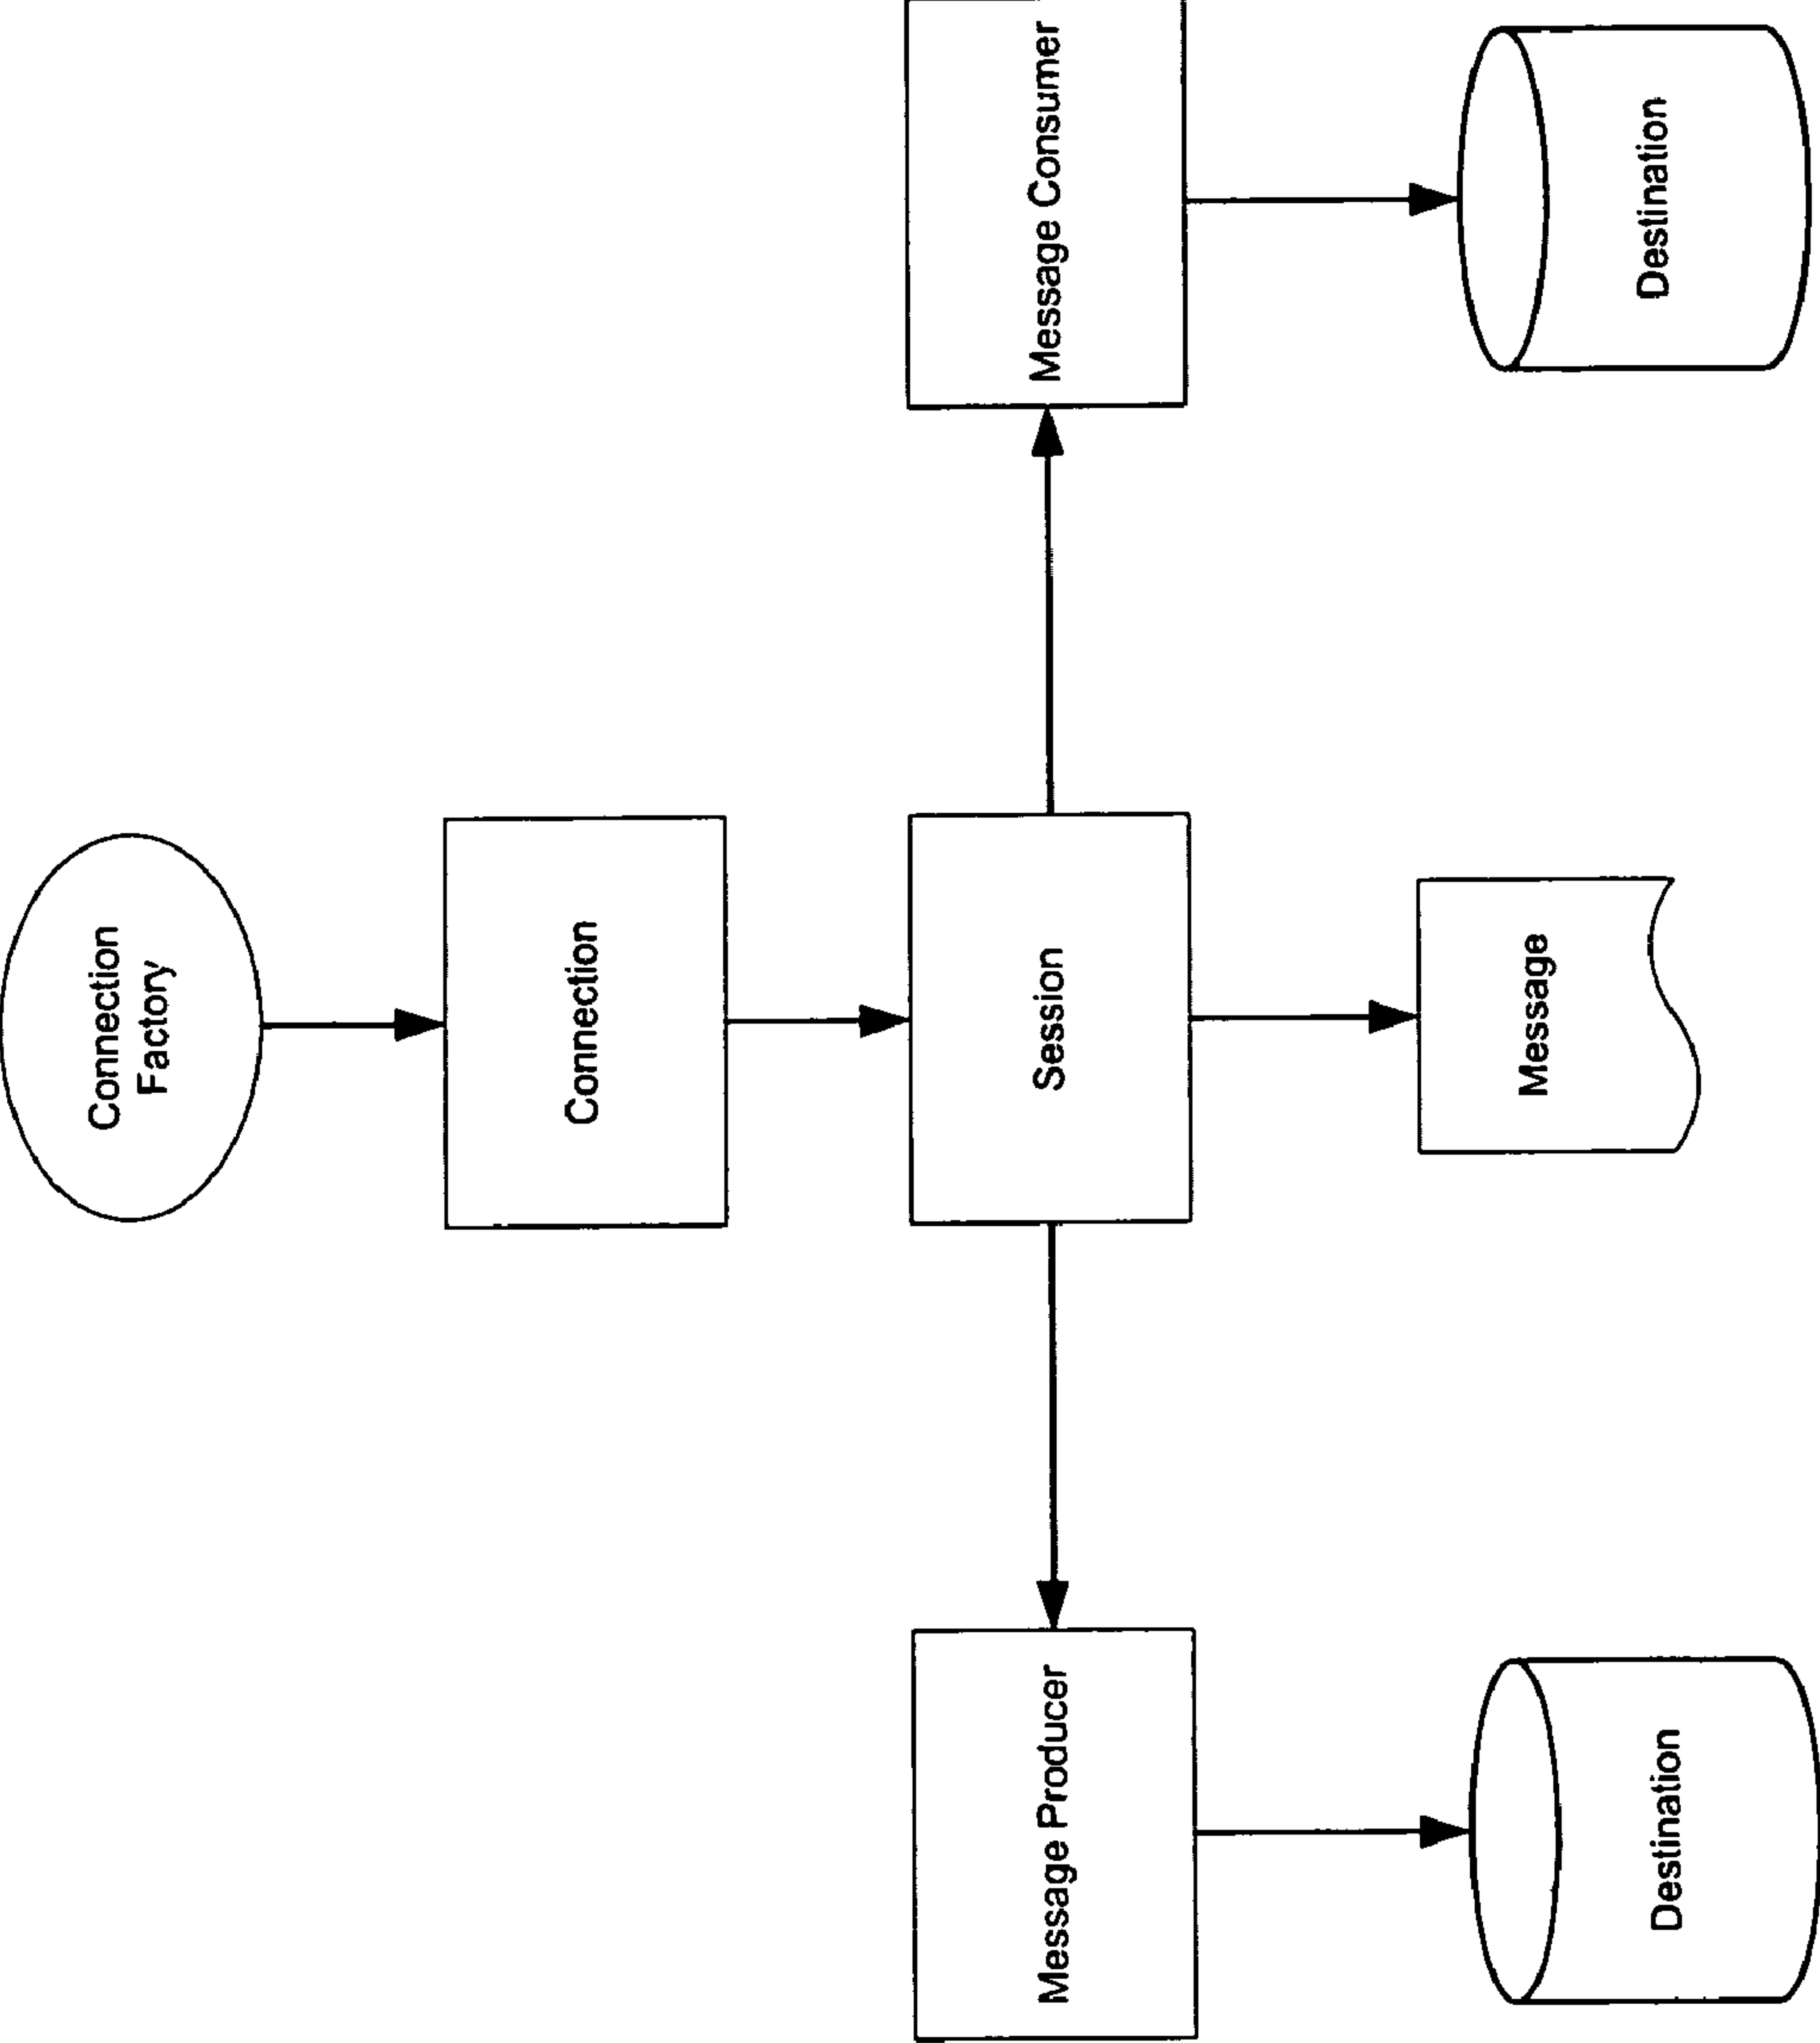 Connection
Factory
Connection
Message Producer
Session
Message Consumer
Destination
Message
Destination